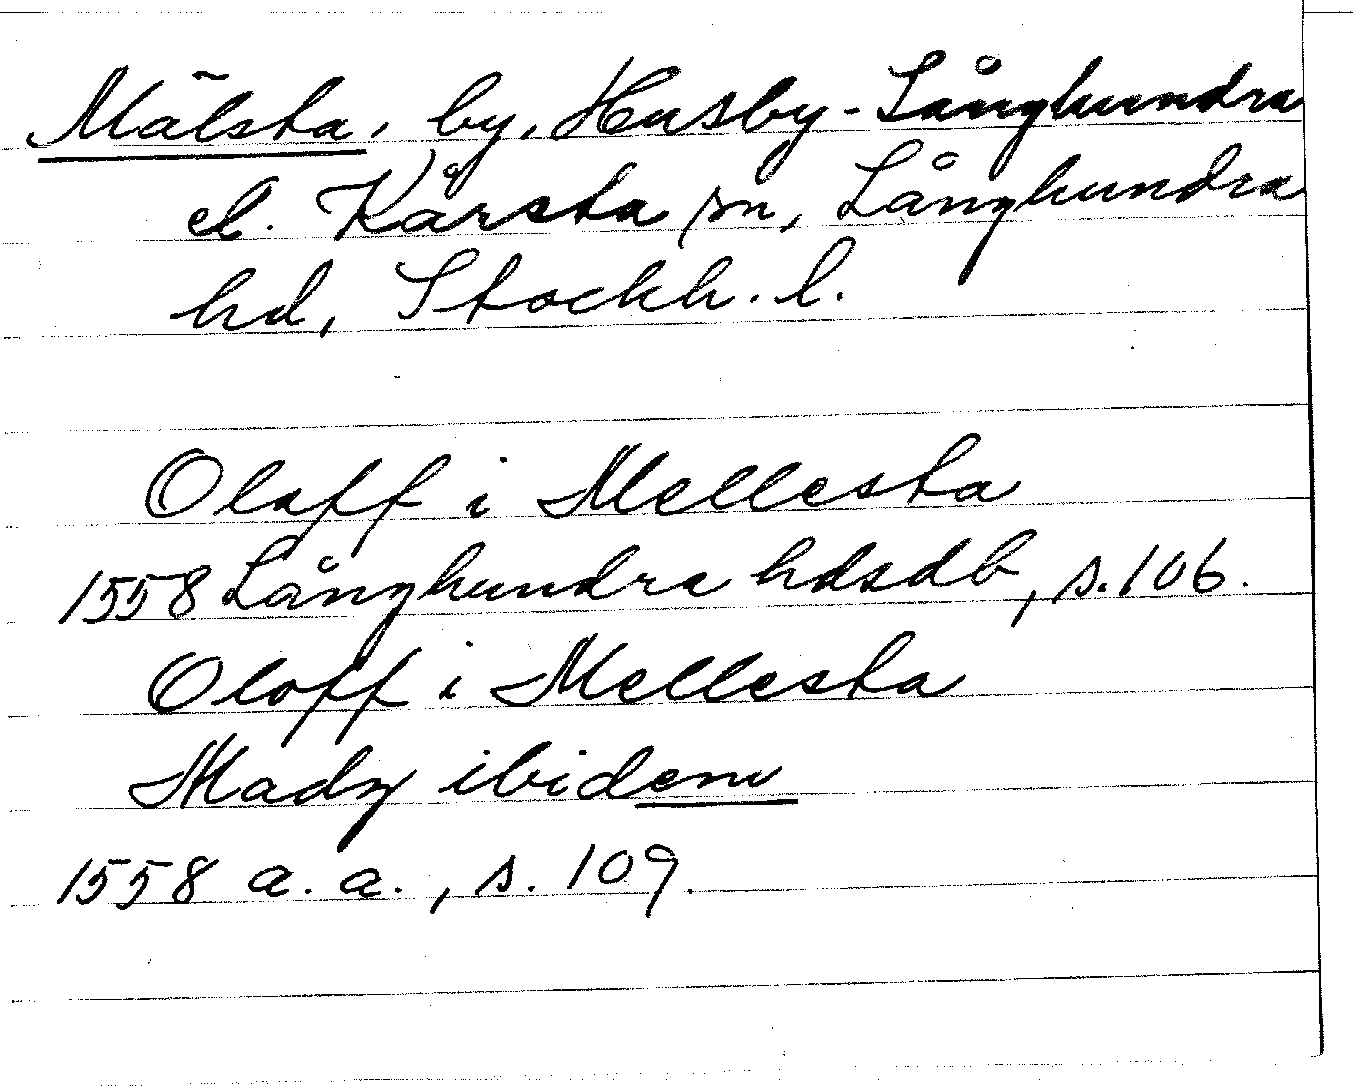 Mälsta, by, Husby-Långhundra
el. Kårsta sn, Långhundra
hd, Stockh. l.
Olaff i Mellesta
1558 Långhundra hdsdb, s. 106.
Oloff i Mellesta
Madz ibidem
1558 a. a., s. 109.